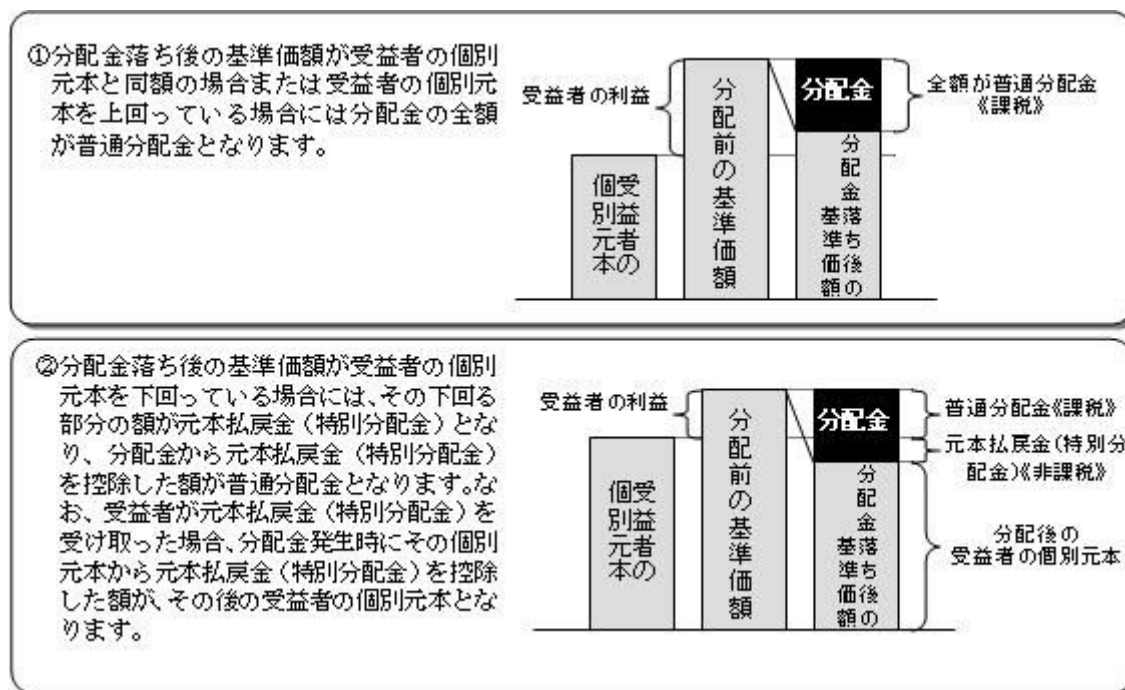 ①分配金落ち後の基準価額が受益者の個別
元本と同額の場合または受益者の個別元
本を上回っている場合には分配金の全額
が普通分配金となります。
受益者の利益
受益者の
個別元本
分配前の基準価額
分配金
分配金落ち後の
基準価額
全額が普通分配金
《課税》
②分配金落ち後の基準価額が受益者の個別
元本を下回っている場合には、その下回る
部分の額が元本払戻金(特別分配金)とな
り、分配金から元本払戻金(特別分配金)
を控除した額が普通分配金となります。な
お、受益者が元本払戻金(特別分配金)を
受け取った場合、分配金発生時にその個別
元本から元本払戻金(特別分配金)を控除
した額が、その後の受益者の個別元本とな
ります。
受益者の利益
受益者の
個別元本
分配前の基準価額
分配金
分配金落ち後の
基準価額
普通分配金《課税》
元本払戻金(特別分
配金)《非課税》
分配後の
受益者の個別元本